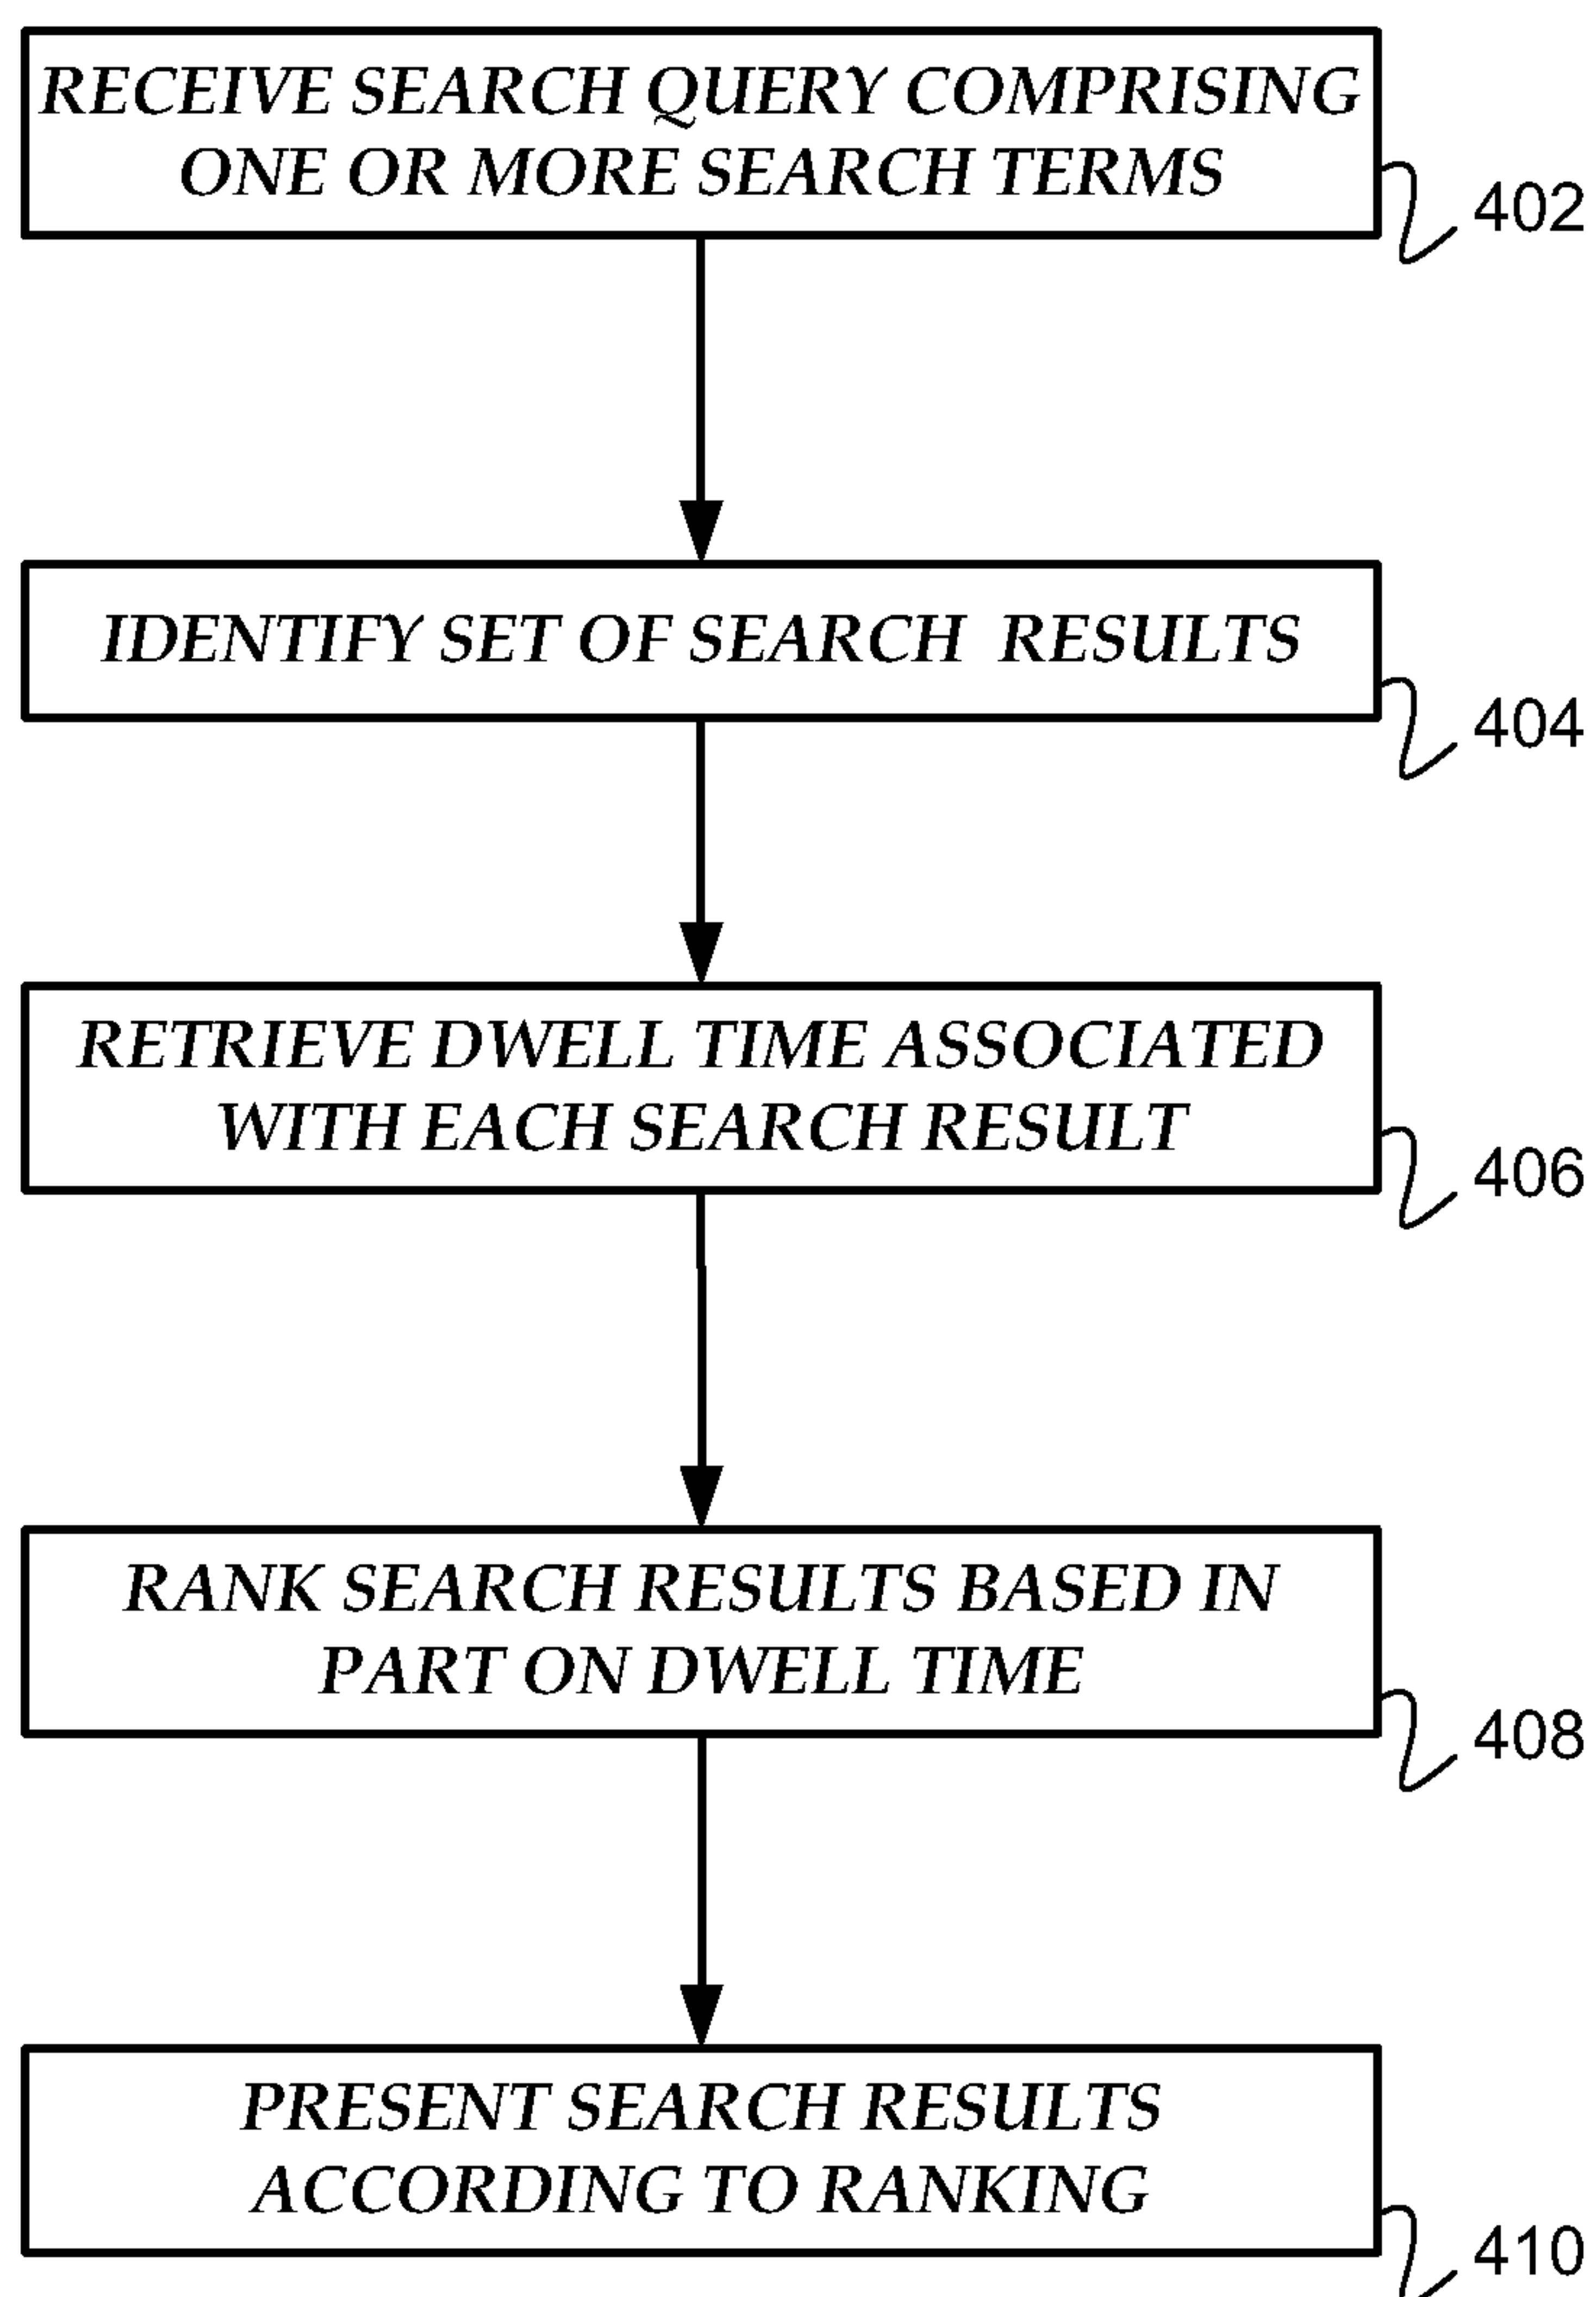 RECEIVE SEARCH QUERY COMPRISING
ONE OR MORE SEARCH TERMS
402
IDENTIFY SET OF SEARCH RESULTS
404
RETRIEVE DWELL TIME ASSOCIATED
WITH EACH SEARCH RESULT
406
RANK SEARCH RESULTS BASED IN
PART ON DWELL TIME
408
PRESENT SEARCH RESULTS
ACCORDING TO RANKING
410